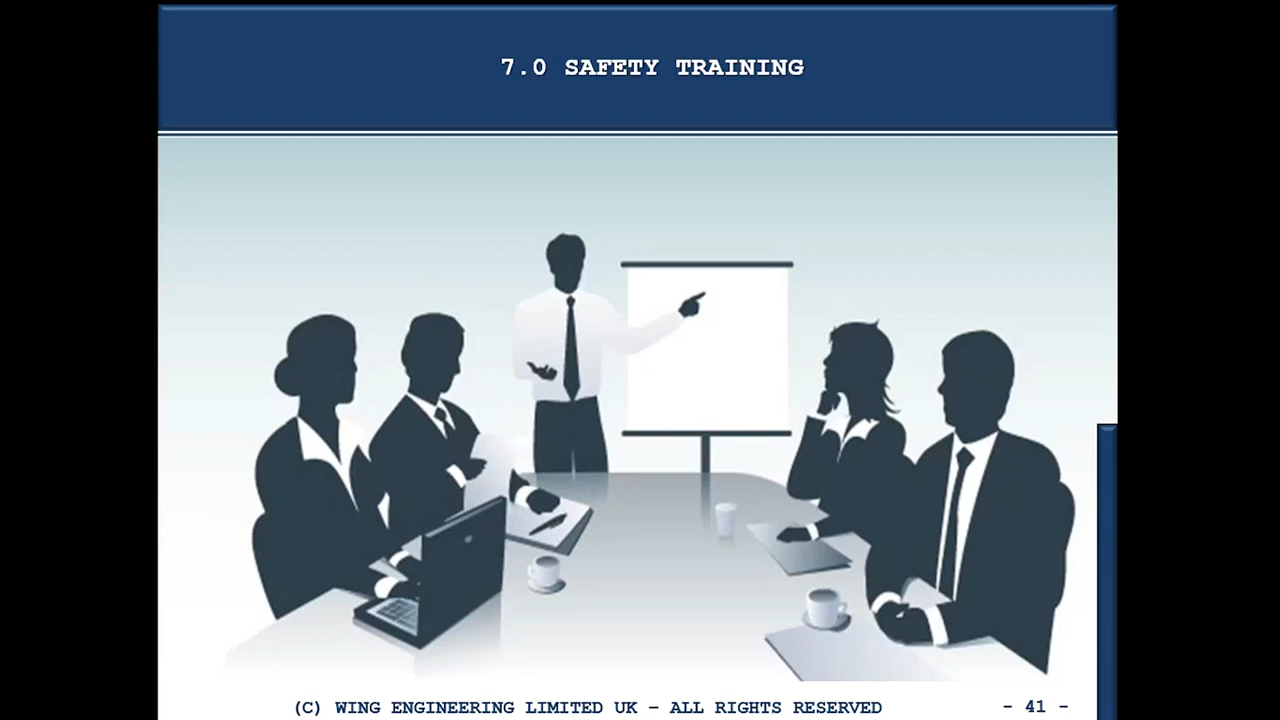 7.0 SAFETY TRAINING
(C) WING ENGINEERING LIMITED UK – ALL RIGHTS RESERVED - 41 -